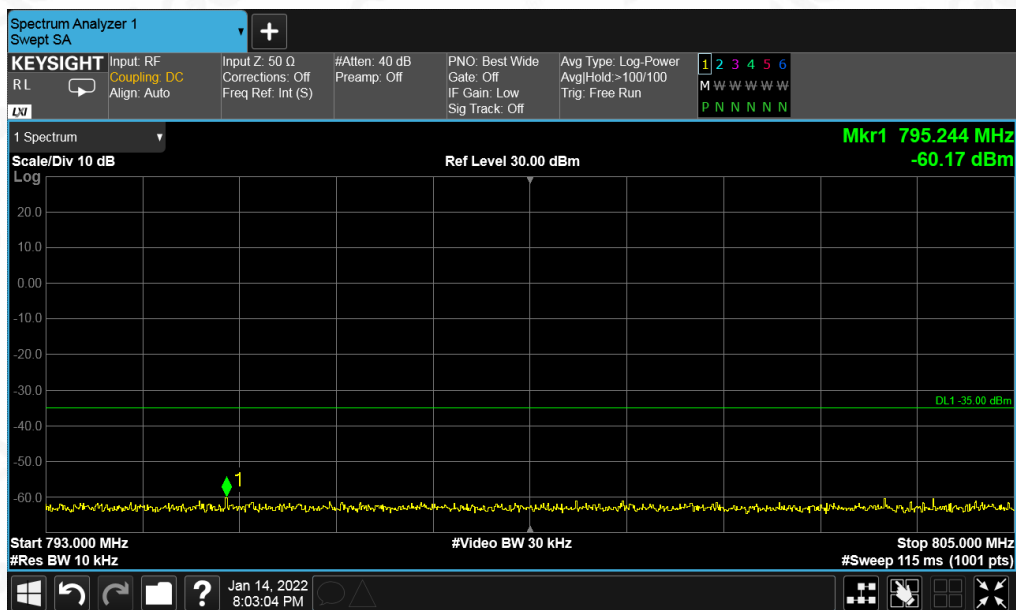 Spectrum Analyzer 1
Swept SA
+
KEYSIGHT
R L
LXI
Input: RF
Coupling: DC
Align: Auto
Input Z: 50 Ω
Corrections: Off
Freq Ref: Int (S)
#Atten: 40 dB
Preamp: Off
PNO: Best Wide
Gate: Off
IF Gain: Low
Sig Track: Off
Avg Type: Log-Power
Avg|Hold:>100/100
Trig: Free Run
1 2 3 4 5 6
M W W W W W
P N N N N N
1 Spectrum
Scale/Div 10 dB
Ref Level 30.00 dBm
Mkr1 795.244 MHz
-60.17 dBm
Log
20.0
10.0
0.00
-10.0
-20.0
-30.0
DL1 -35.00 dBm
-40.0
-50.0
1
-60.0
Start 793.000 MHz
#Video BW 30 kHz
Stop 805.000 MHz
#Res BW 10 kHz
#Sweep 115 ms (1001 pts)
?
Jan 14, 2022
8:03:04 PM